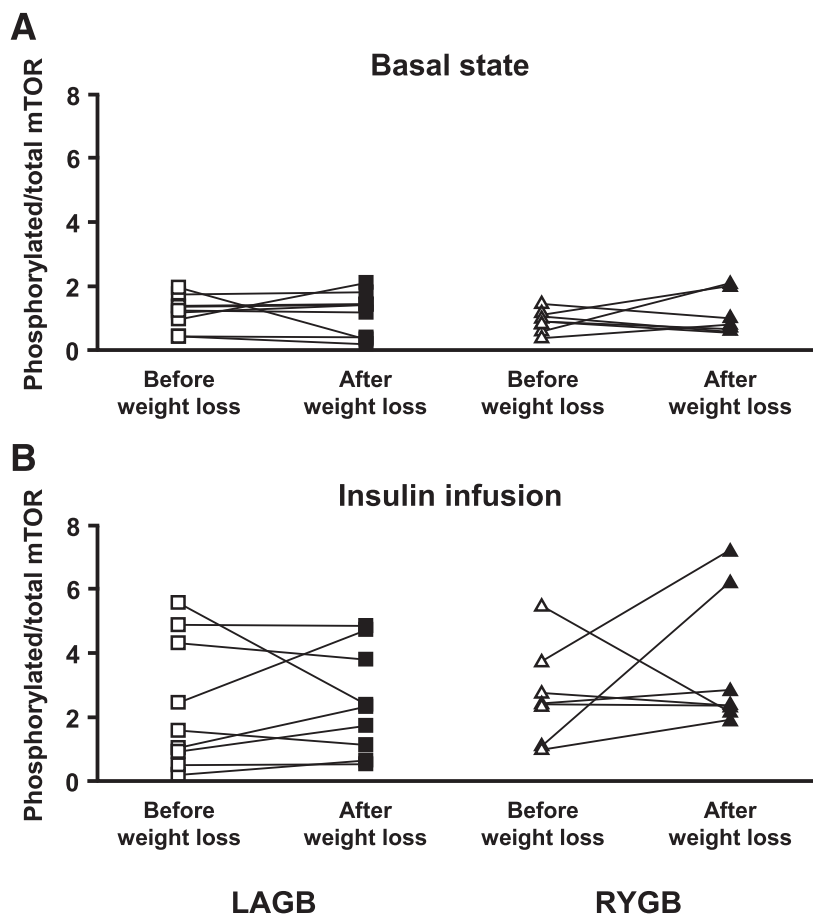 A
Basal state
Phosphorylated/total mTOR
8
6
4
2
0
Before
weight loss
After
weight loss
Before
weight loss
After
weight loss
B
Insulin infusion
Phosphorylated/total mTOR
8
6
4
2
0
Before
weight loss
After
weight loss
Before
weight loss
After
weight loss
LAGB
RYGB